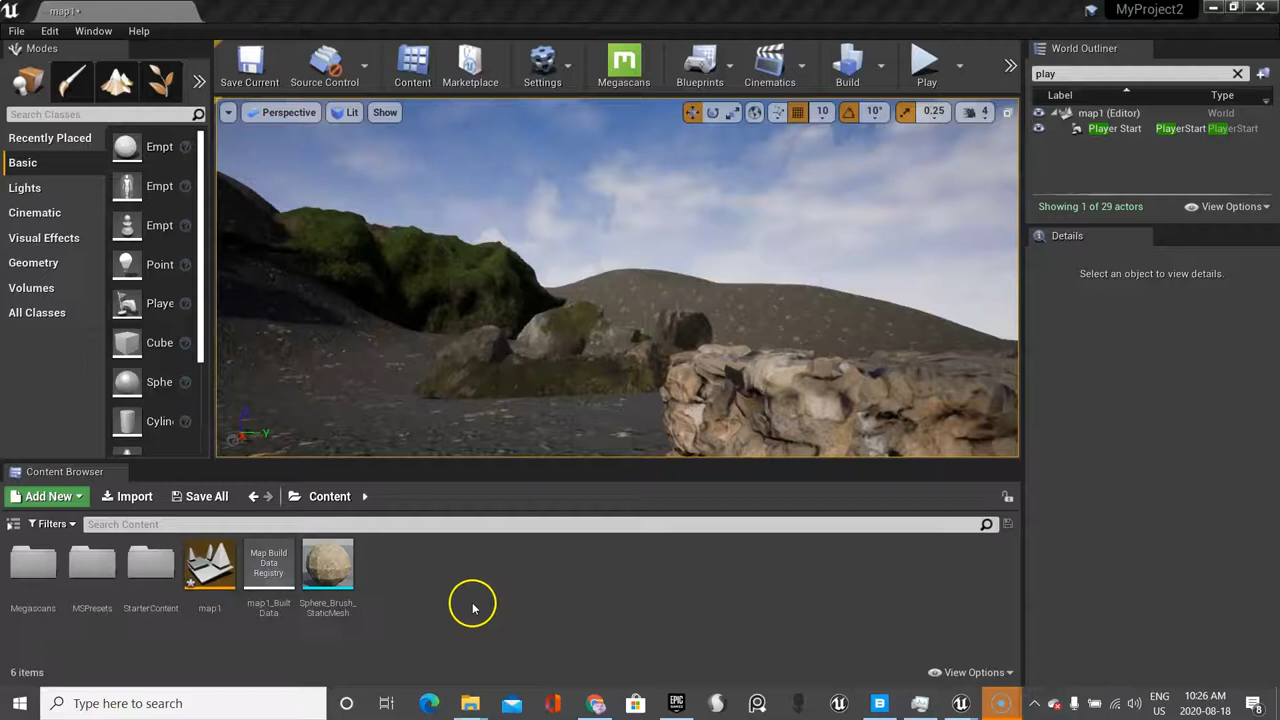 map1•
MyProject2
File Edit Window Help
Modes
Search Classes
Recently Placed
Basic
Lights
Cinematic
Visual Effects
Geometry
Volumes
All Classes
Empt
Empt
Empt
Point
Playe
Cube
Sphe
Cylin
Save Current
Source Control
Content
Marketplace
Settings
Megascans
Blueprints
Cinematics
Build
Play
Perspective
Lit
Show
10
10°
0.25
4
World Outliner
play
Label
Type
map1 (Editor) World
Player Start PlayerStart PlayerStart
Showing 1 of 29 actors
View Options
Details
Select an object to view details.
Content Browser
Add New Import Save All Content
Filters
Search Content
Map Build
Data
Registry
Megascans
MSPresets
StarterContent
map1
map1_Built
Data
Sphere_Brush_
StaticMesh
6 items
View Options
Type here to search
EPIC
GAMES
ENG
US
10:26 AM
2020-08-18
8